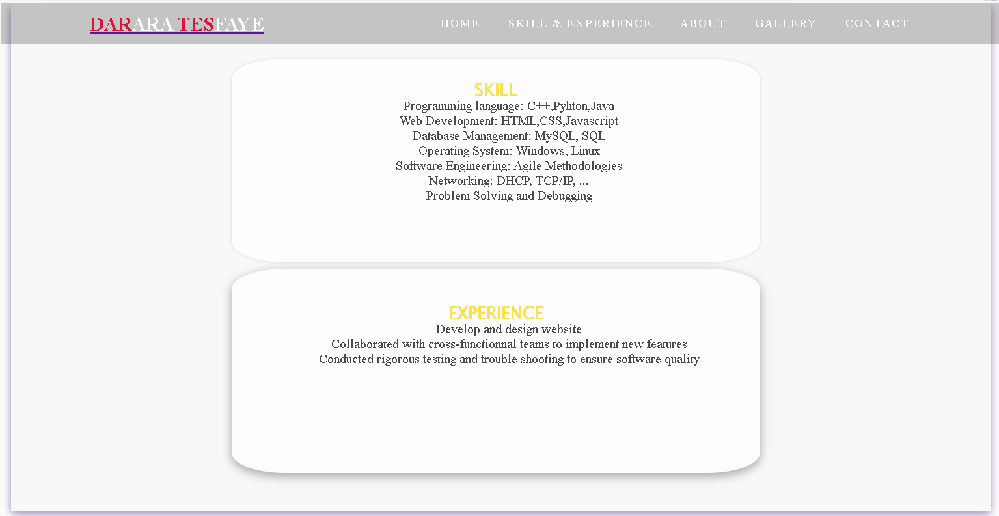 DARARA TESFAYE
HOME SKILL & EXPERIENCE ABOUT GALLERY CONTACT
SKILL
Programming language: C++,Pyhton,Java
Web Development: HTML,CSS,Javascript
Database Management: MySQL, SQL
Operating System: Windows, Linux
Software Engineering: Agile Methodologies
Networking: DHCP, TCP/IP, ...
Problem Solving and Debugging
EXPERIENCE
Develop and design website
Collaborated with cross-functionnal teams to implement new features
Conducted rigorous testing and trouble shooting to ensure software quality